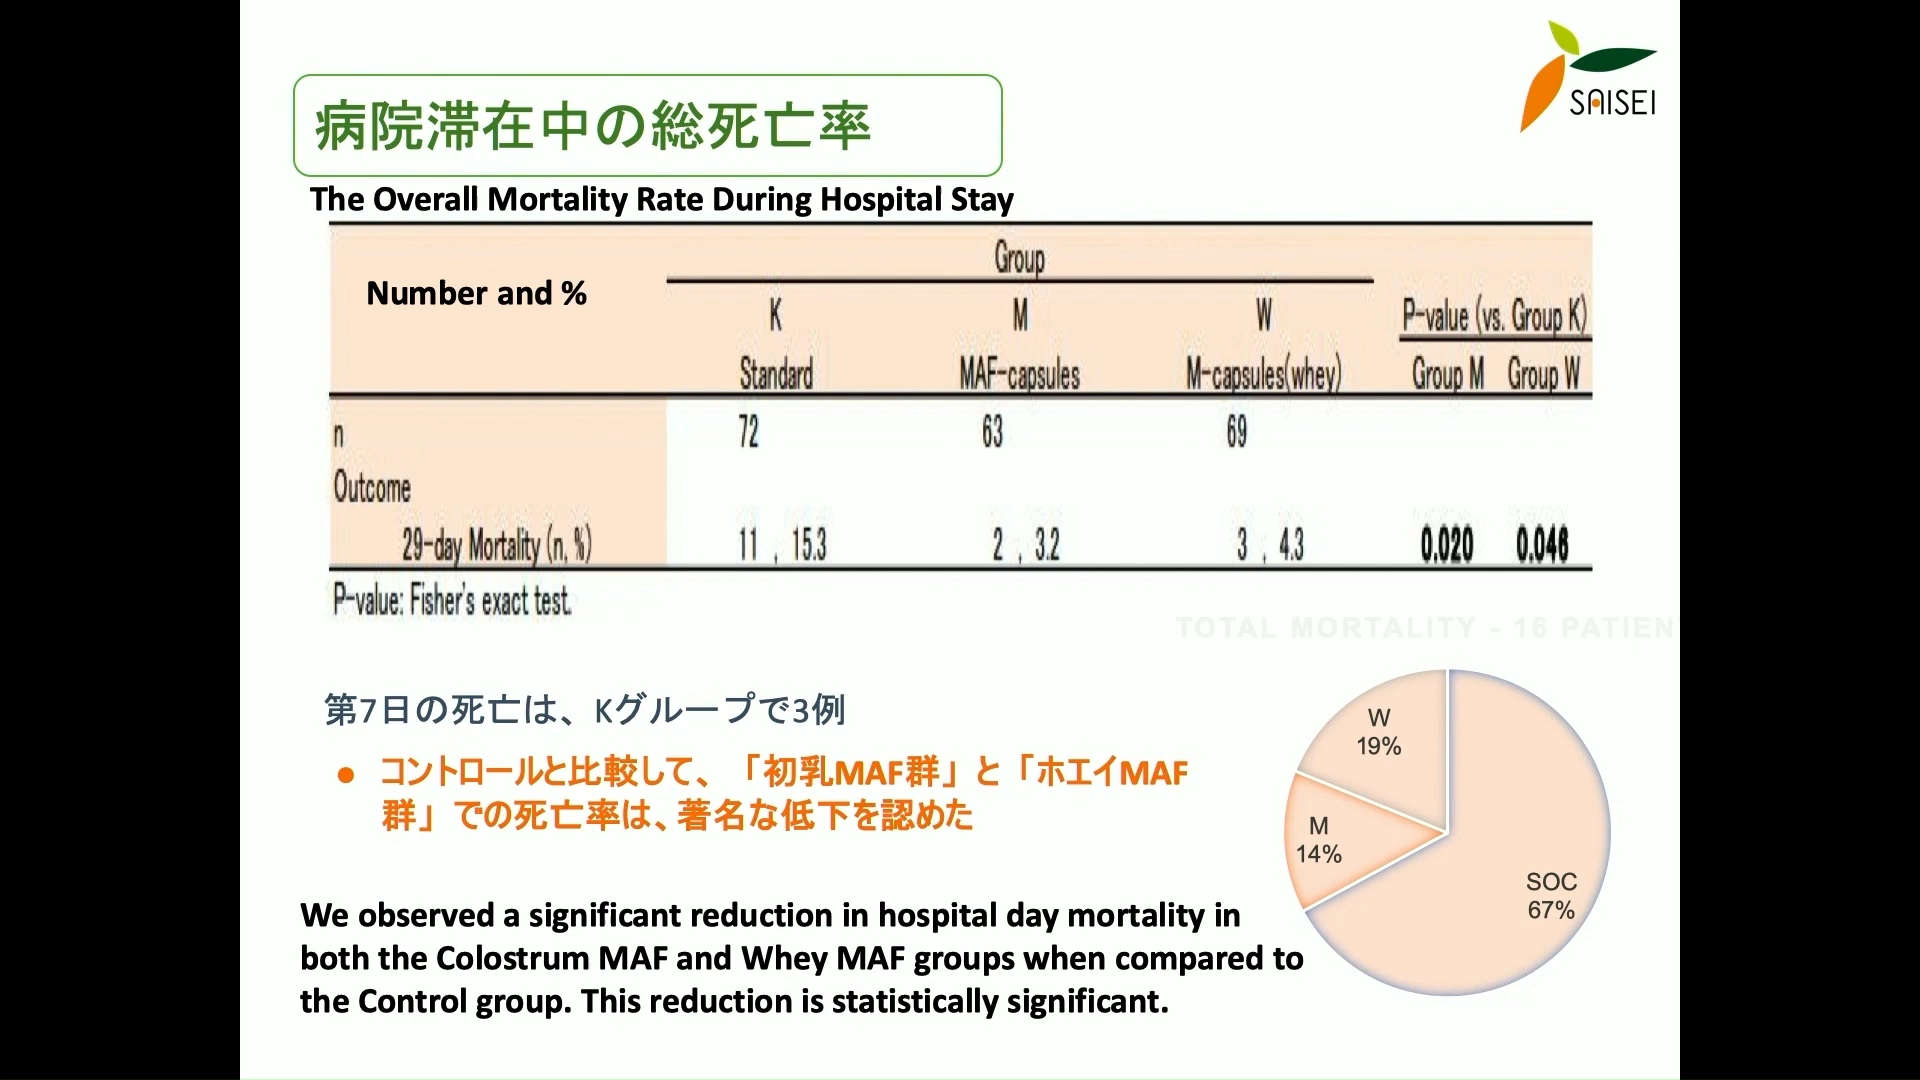 SAISEI
病院滞在中の総死亡率
The Overall Mortality Rate During Hospital Stay
Group
Number and %
K M W P-value (vs. Group K)
Standard MAF-capsules M-capsules(whey) Group M Group W
n 72 63 69
Outcome
29-day Mortality (n, %) 11 , 15.3 2 , 3.2 3 , 4.3 0.020 0.046
P-value: Fisher's exact test.
TOTAL MORTALITY - 16 PATIEN
第7日の死亡は、Kグループで3例
● コントロールと比較して、「初乳MAF群」と「ホエイMAF
群」での死亡率は、著名な低下を認めた
W
19%
M
14%
SOC
67%
We observed a significant reduction in hospital day mortality in
both the Colostrum MAF and Whey MAF groups when compared to
the Control group. This reduction is statistically significant.